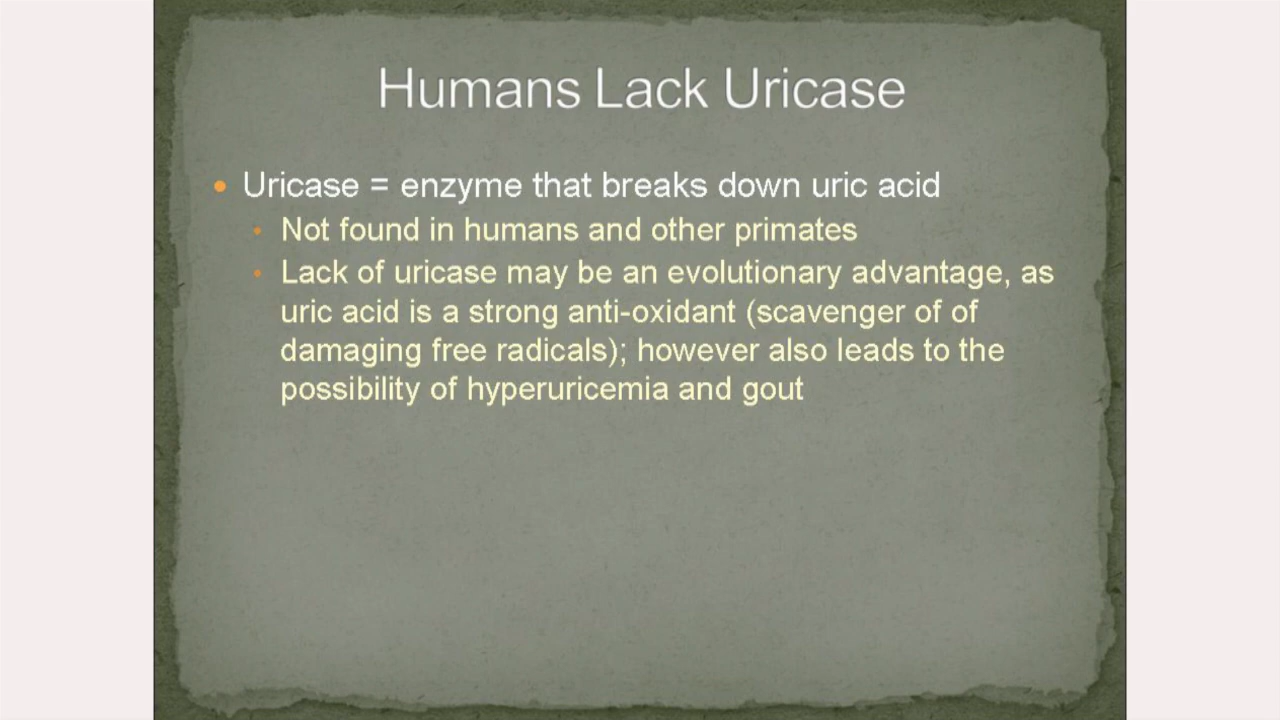 Humans Lack Uricase
• Uricase = enzyme that breaks down uric acid
• Not found in humans and other primates
• Lack of uricase may be an evolutionary advantage, as
uric acid is a strong anti-oxidant (scavenger of of
damaging free radicals); however also leads to the
possibility of hyperuricemia and gout